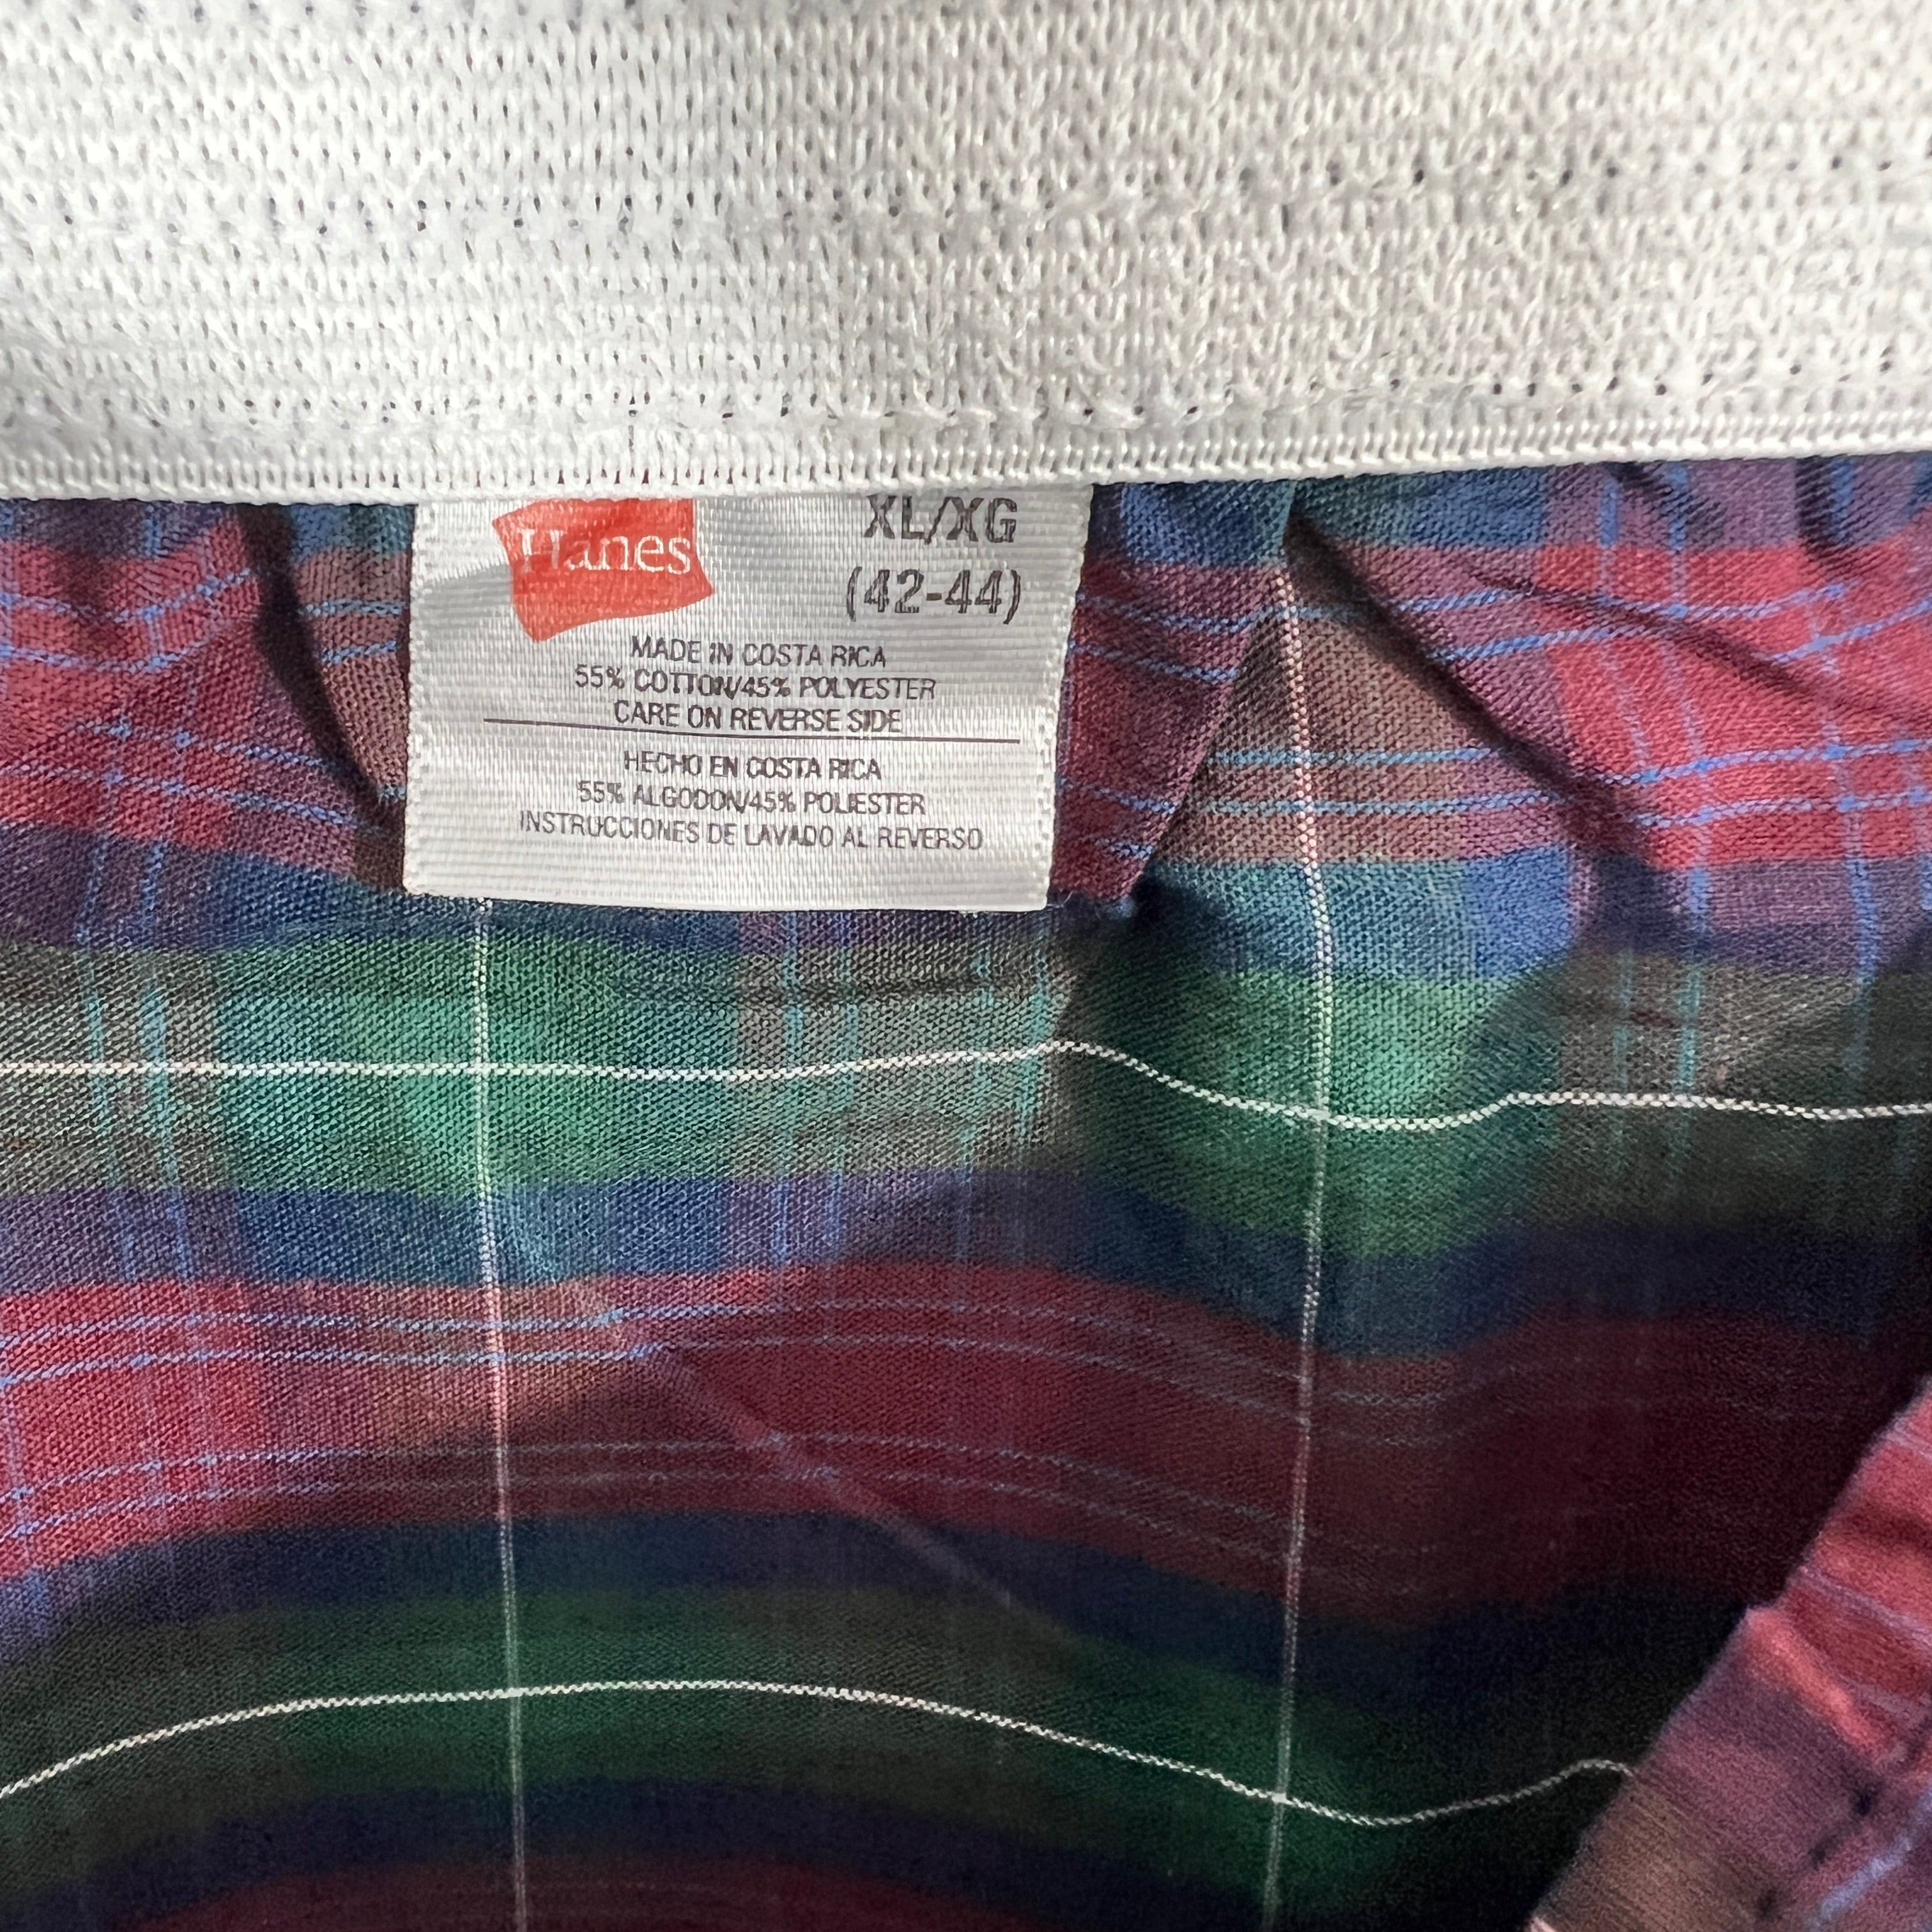 Hanes
XL/XG
(42-44)
MADE IN COSTA RICA
55% COTTON/45% POLYESTER
CARE ON REVERSE SIDE
HECHO EN COSTA RICA
55% ALGODON/45% POLIESTER
INSTRUCCIONES DE LAVADO AL REVERSO